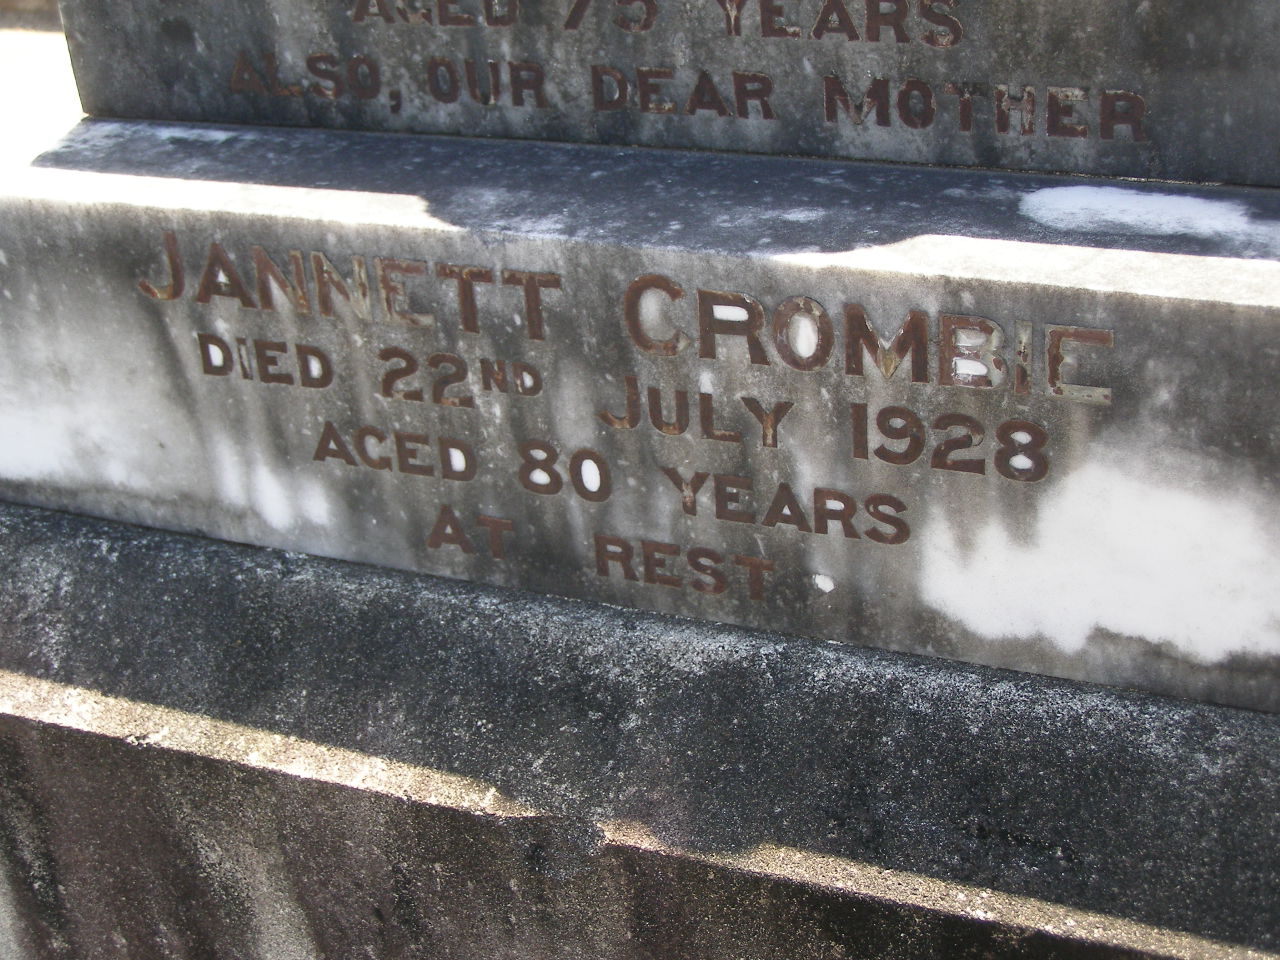 AGED 75 YEARS
ALSO, OUR DEAR MOTHER
JANNETT CROMBIE
DIED 22ND JULY 1928
AGED 80 YEARS
AT REST